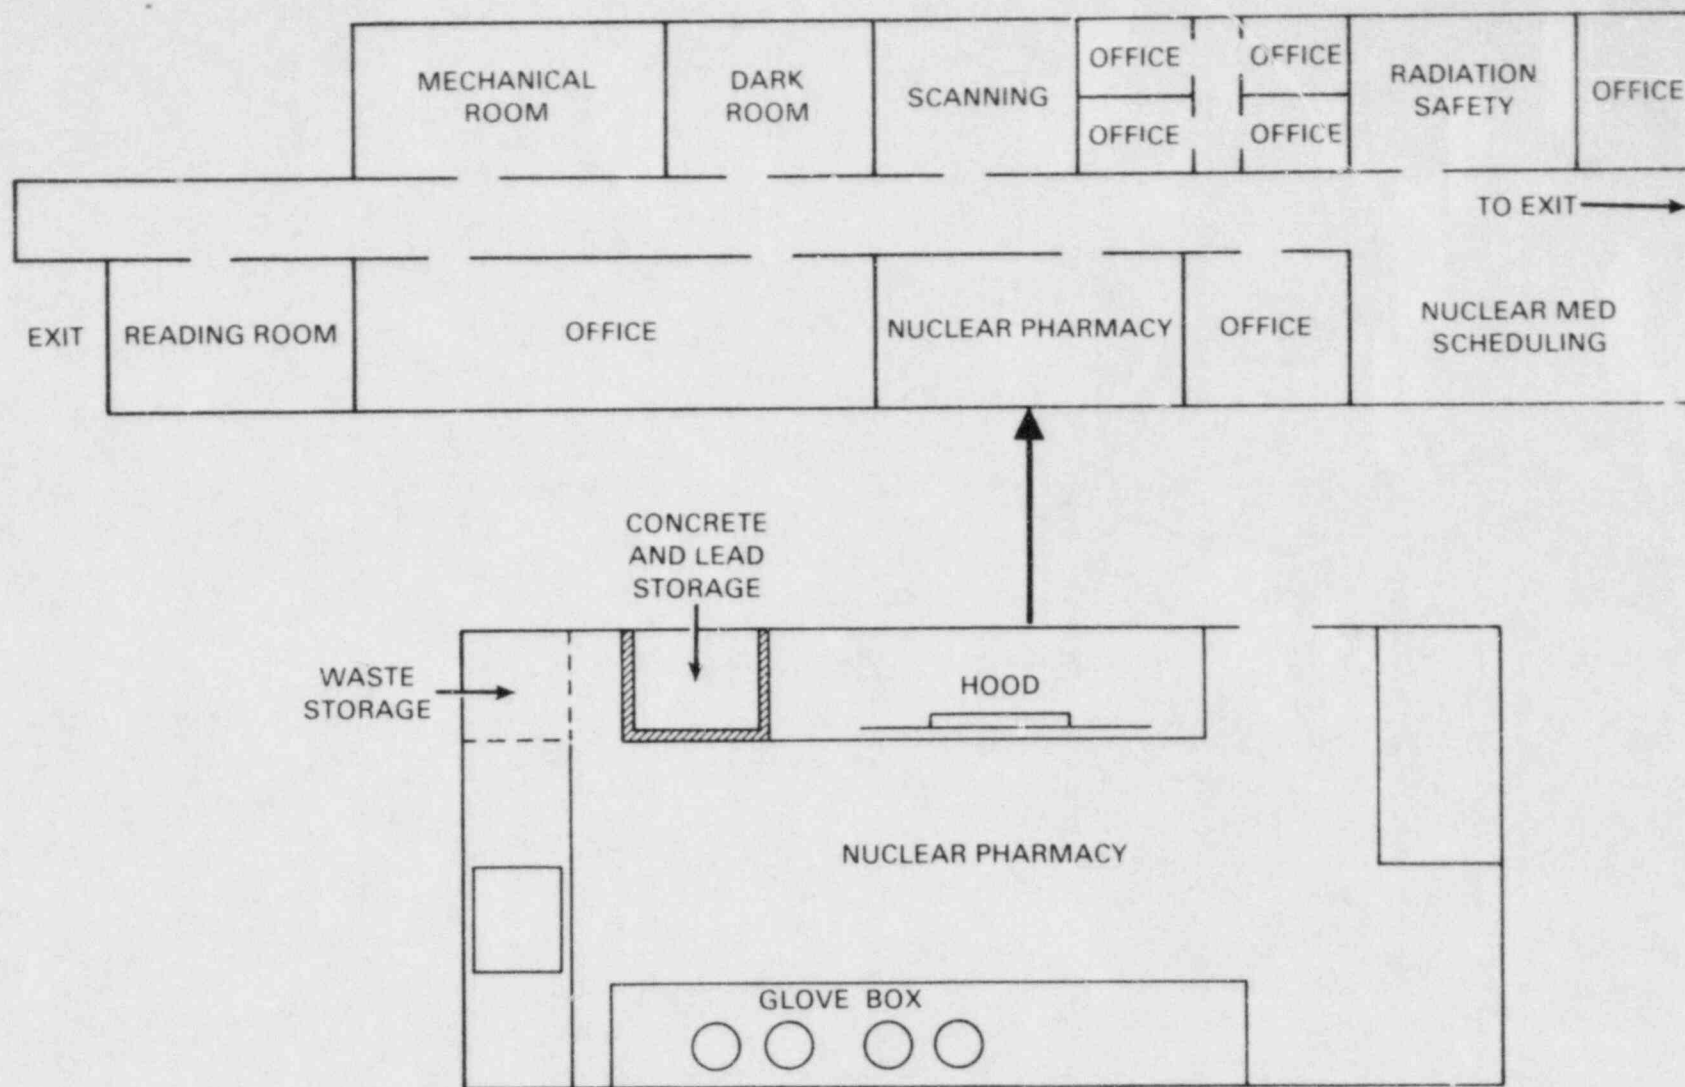 MECHANICAL
ROOM
DARK
ROOM
SCANNING
OFFICE
OFFICE
OFFICE
OFFICE
RADIATION
SAFETY
OFFICE
TO EXIT
EXIT
READING ROOM
OFFICE
NUCLEAR PHARMACY
OFFICE
NUCLEAR MED
SCHEDULING
CONCRETE
AND LEAD
STORAGE
WASTE
STORAGE
HOOD
NUCLEAR PHARMACY
GLOVE BOX